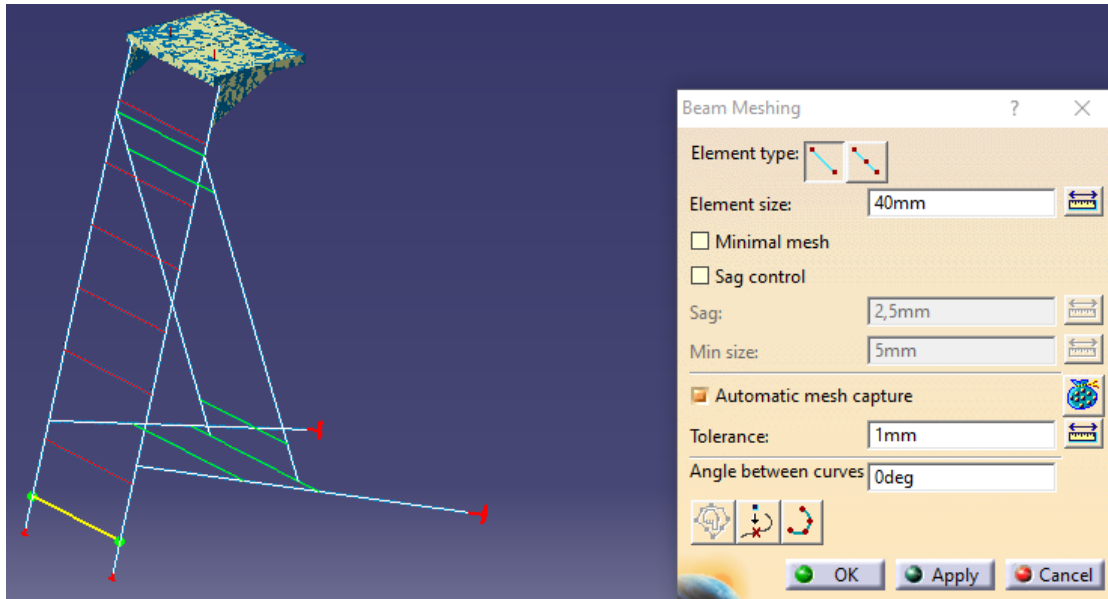 Beam Meshing ?
Element type:
Element size: 40mm
Minimal mesh
Sag control
Sag: 2,5mm
Min size: 5mm
Automatic mesh capture
Tolerance: 1mm
Angle between curves 0deg
OK Apply Cancel